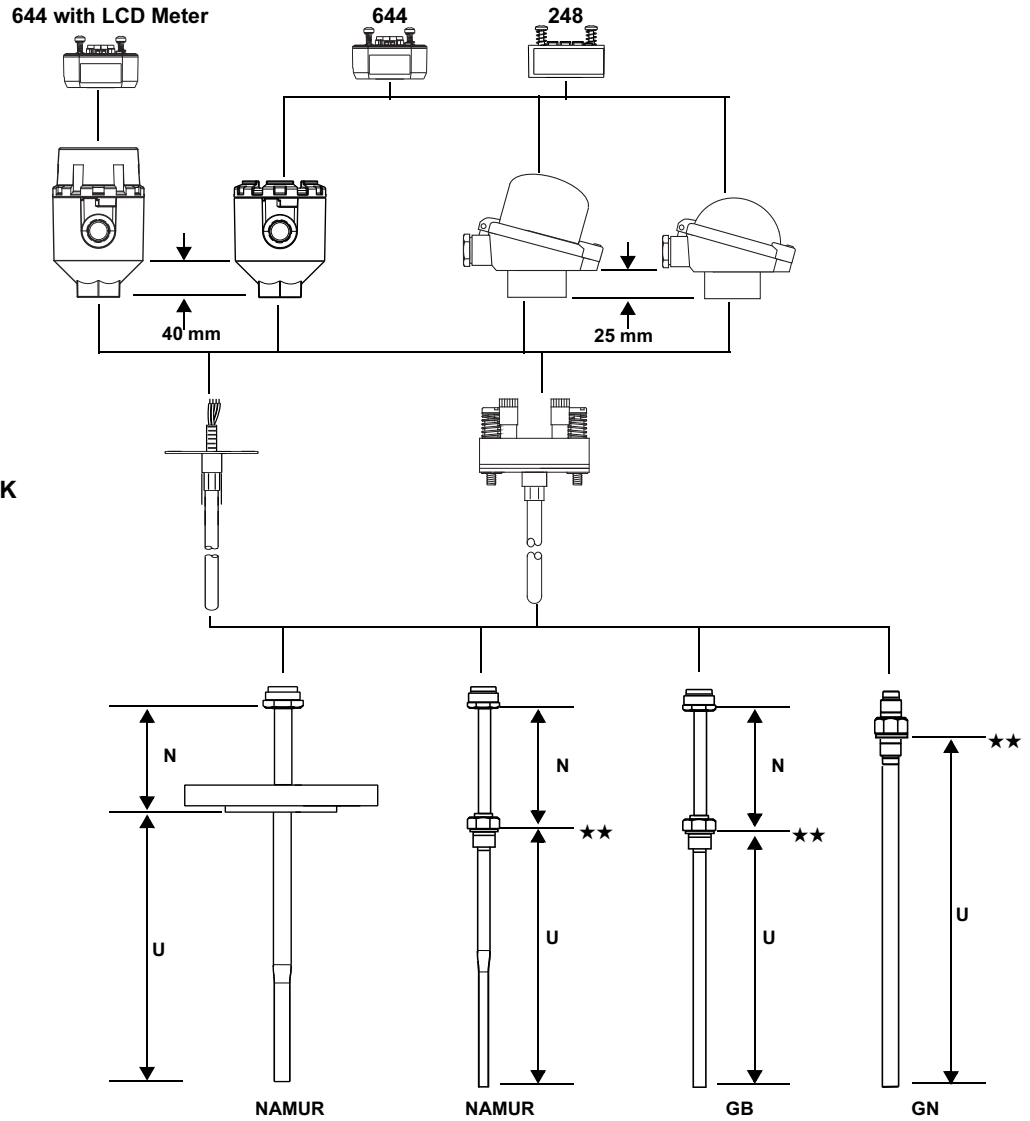 644 with LCD Meter
644
248
40 mm
25 mm
K
N
N
N
★★
★★
★★
U
U
U
U
NAMUR
NAMUR
GB
GN